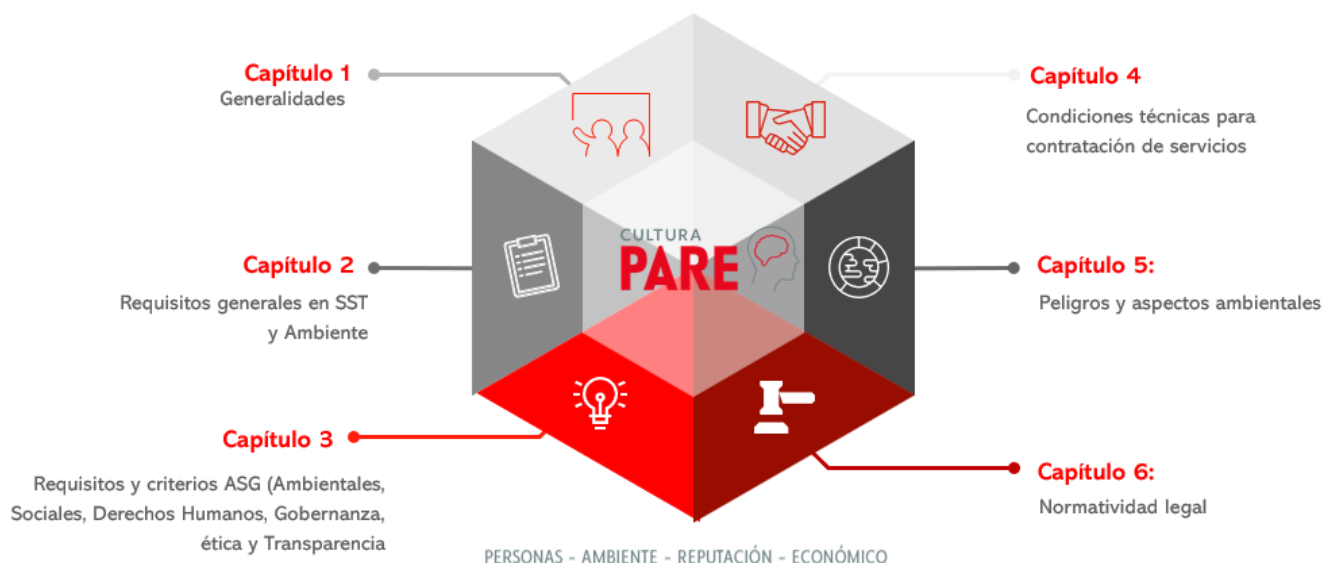 Capítulo 1
Generalidades
Capítulo 2
Requisitos generales en SST
y Ambiente
Capítulo 3
Requisitos y criterios ASG (Ambientales,
Sociales, Derechos Humanos, Gobernanza,
ética y Transparencia
CULTURA
PARE
Capítulo 4
Condiciones técnicas para
contratación de servicios
Capítulo 5:
Peligros y aspectos ambientales
Capítulo 6:
Normatividad legal
PERSONAS - AMBIENTE - REPUTACIÓN - ECONÓMICO